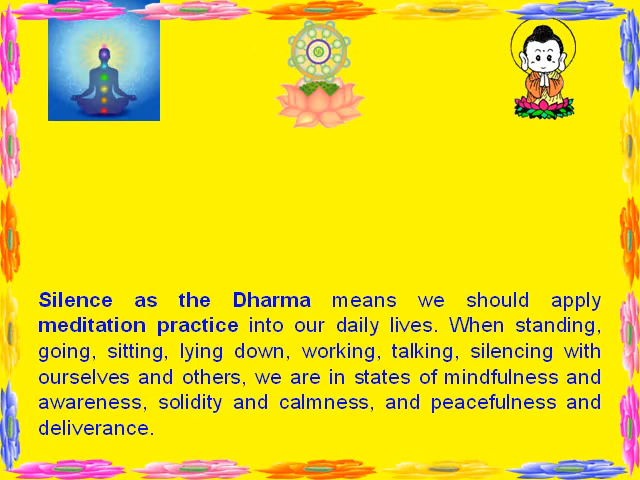 Silence as the Dharma means we should apply
meditation practice into our daily lives. When standing,
going, sitting, lying down, working, talking, silencing with
ourselves and others, we are in states of mindfulness and
awareness, solidity and calmness, and peacefulness and
deliverance.